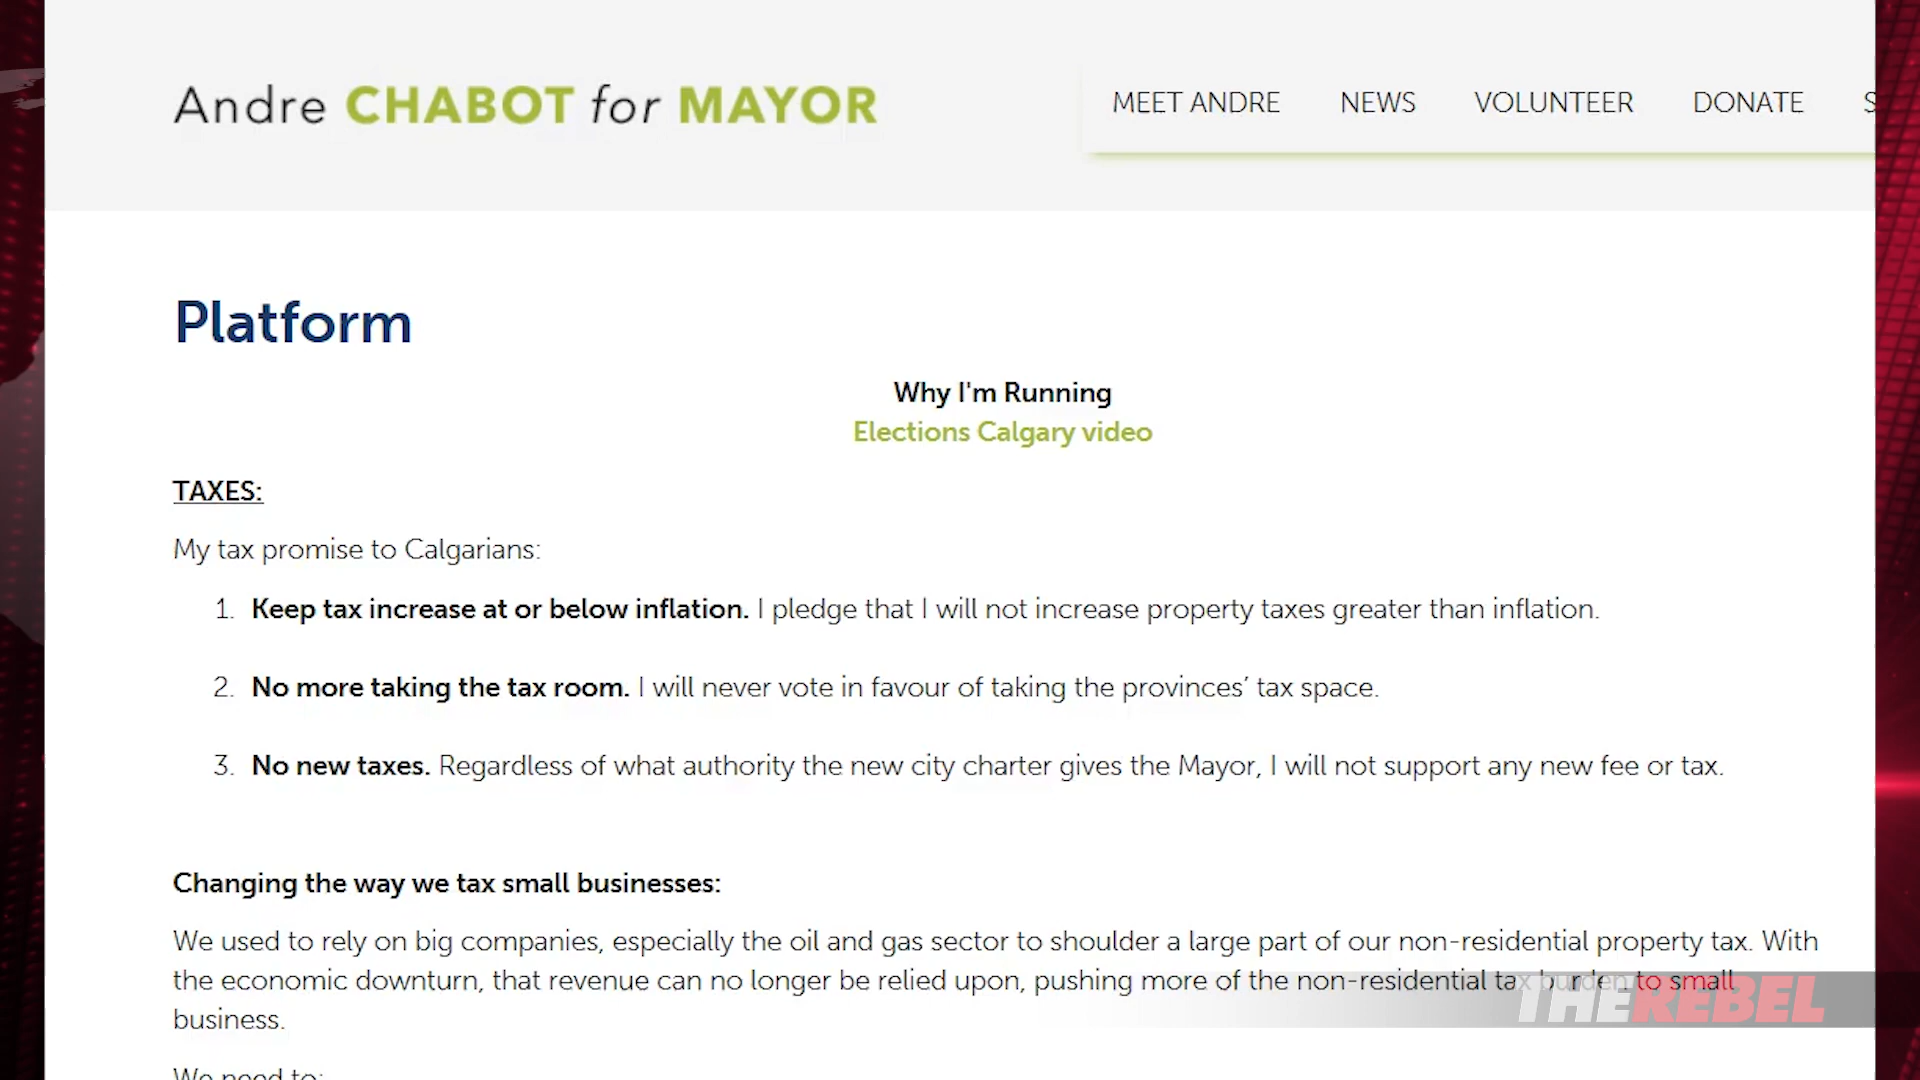 Andre CHABOT for MAYOR
MEET ANDRE NEWS VOLUNTEER DONATE S
Platform
Why I'm Running
Elections Calgary video
TAXES:
My tax promise to Calgarians:
1. Keep tax increase at or below inflation. I pledge that I will not increase property taxes greater than inflation.
2. No more taking the tax room. I will never vote in favour of taking the provinces’ tax space.
3. No new taxes. Regardless of what authority the new city charter gives the Mayor, I will not support any new fee or tax.
Changing the way we tax small businesses:
We used to rely on big companies, especially the oil and gas sector to shoulder a large part of our non-residential property tax. With
the economic downturn, that revenue can no longer be relied upon, pushing more of the non-residential tax burden to small
business.
THE REBEL
We need to: